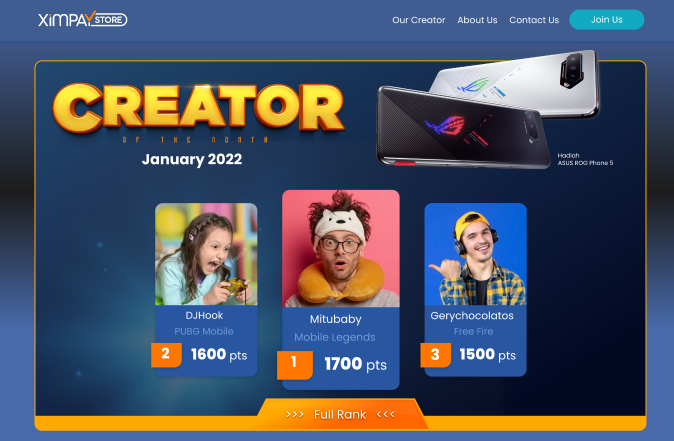 XiMPAY STORE
Our Creator About Us Contact Us Join Us
CREATOR
OF THE MONTH
January 2022
Hadiah
ASUS ROG Phone 5
DJHook
PUBG Mobile
2 1600 pts
Mitubaby
Mobile Legends
1 1700 pts
Gerychocolatos
Free Fire
3 1500 pts
>>> Full Rank <<<